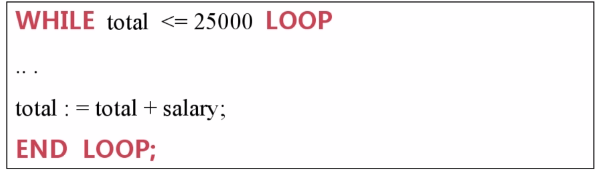 WHILE total <= 25000 LOOP
.. .
total : = total + salary;
END LOOP;